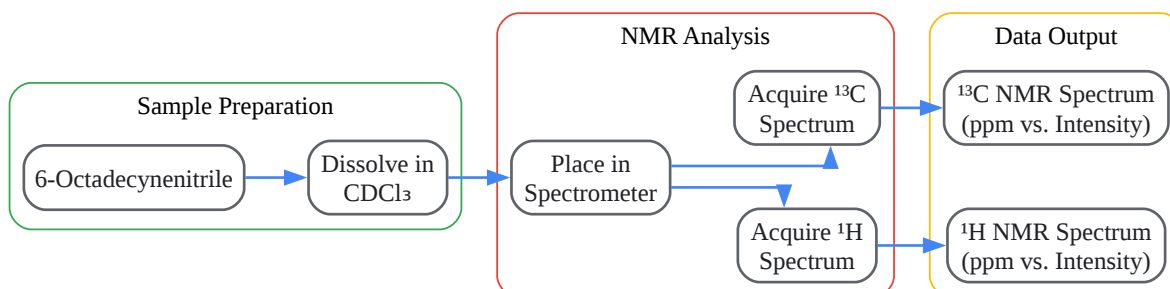 Sample Preparation
6-Octadecynenitrile
Dissolve in
CDCl₃
NMR Analysis
Place in
Spectrometer
Acquire ¹³C
Spectrum
Acquire ¹H
Spectrum
Data Output
¹³C NMR Spectrum
(ppm vs. Intensity)
¹H NMR Spectrum
(ppm vs. Intensity)